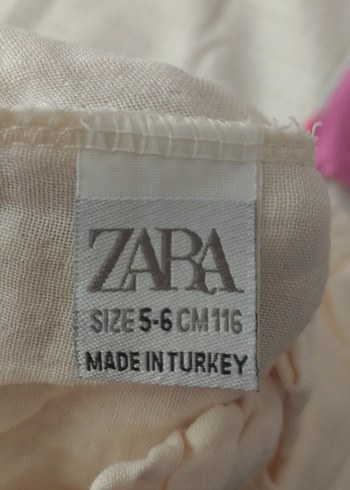 ZARA
SIZE 5-6 CM 116
MADE IN TURKEY